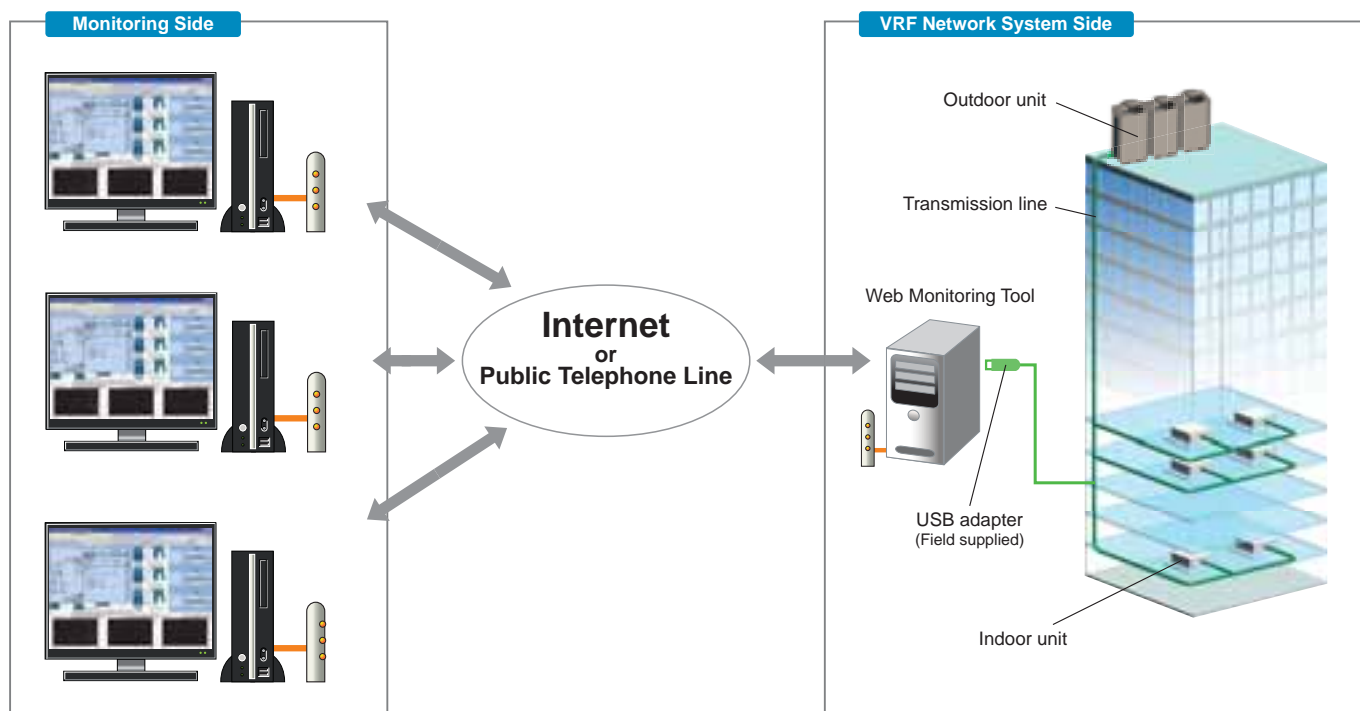 Monitoring Side
VRF Network System Side
Outdoor unit
Transmission line
Web Monitoring Tool
Internet
or
Public Telephone Line
USB adapter
(Field supplied)
Indoor unit